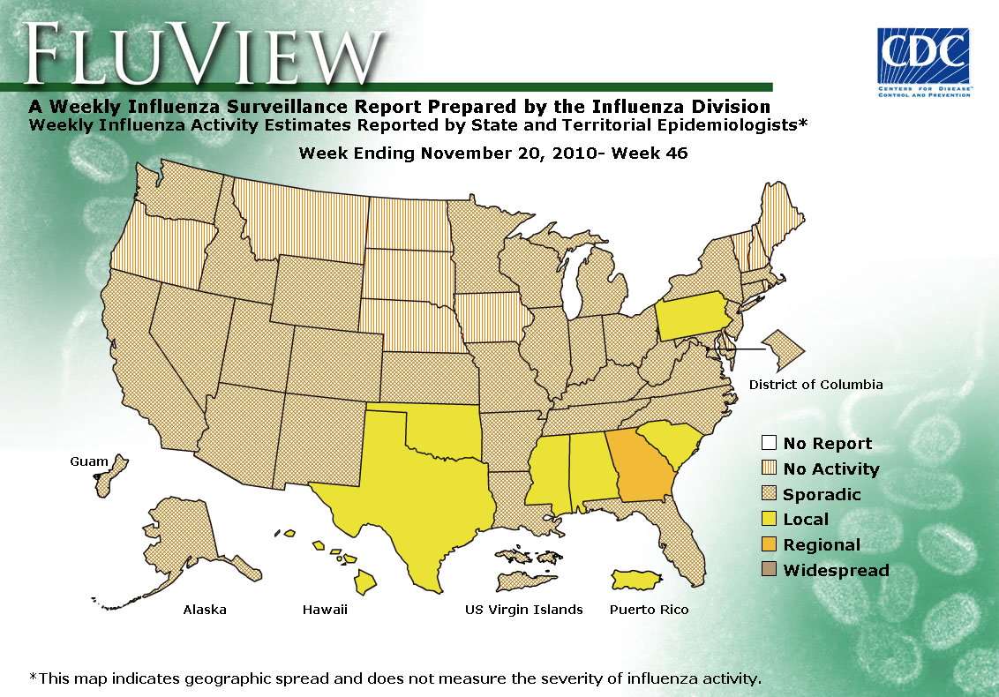 FLUVIEW
CDC
CENTERS FOR DISEASE™
CONTROL AND PREVENTION
A Weekly Influenza Surveillance Report Prepared by the Influenza Division
Weekly Influenza Activity Estimates Reported by State and Territorial Epidemiologists*
Week Ending November 20, 2010- Week 46
District of Columbia
No Report
No Activity
Sporadic
Local
Regional
Widespread
Guam
Alaska
Hawaii
US Virgin Islands
Puerto Rico
*This map indicates geographic spread and does not measure the severity of influenza activity.